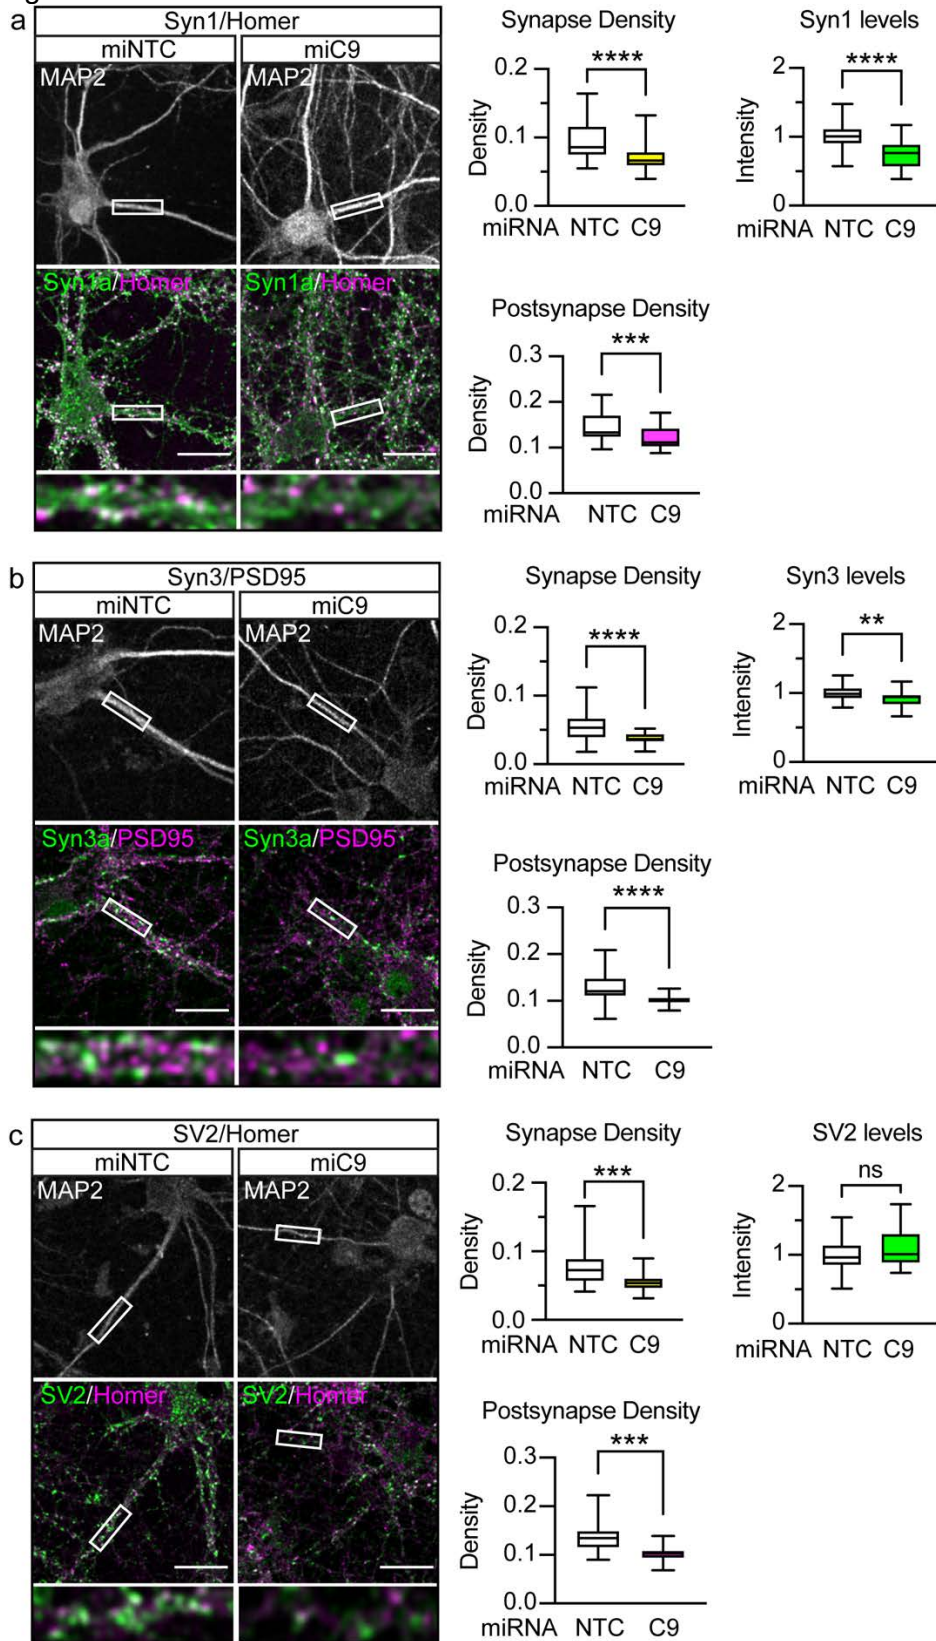 a
Syn1/Homer
miNTC
miC9
MAP2
MAP2
Syn1a/Homer
Syn1a/Homer
Synapse Density
****
0.2
0.1
0.0
Density
miRNA NTC C9
Syn1 levels
****
2
1
0
Intensity
miRNA NTC C9
Postsynapse Density
***
0.3
0.2
0.1
0.0
Density
miRNA NTC C9
b
Syn3/PSD95
miNTC
miC9
MAP2
MAP2
Syn3a/PSD95
Syn3a/PSD95
Synapse Density
****
0.2
0.1
0.0
Density
miRNA NTC C9
Syn3 levels
**
2
1
0
Intensity
miRNA NTC C9
Postsynapse Density
****
0.3
0.2
0.1
0.0
Density
miRNA NTC C9
c
SV2/Homer
miNTC
miC9
MAP2
MAP2
SV2/Homer
SV2/Homer
Synapse Density
***
0.2
0.1
0.0
Density
miRNA NTC C9
SV2 levels
ns
2
1
0
Intensity
miRNA NTC C9
Postsynapse Density
***
0.3
0.2
0.1
0.0
Density
miRNA NTC C9